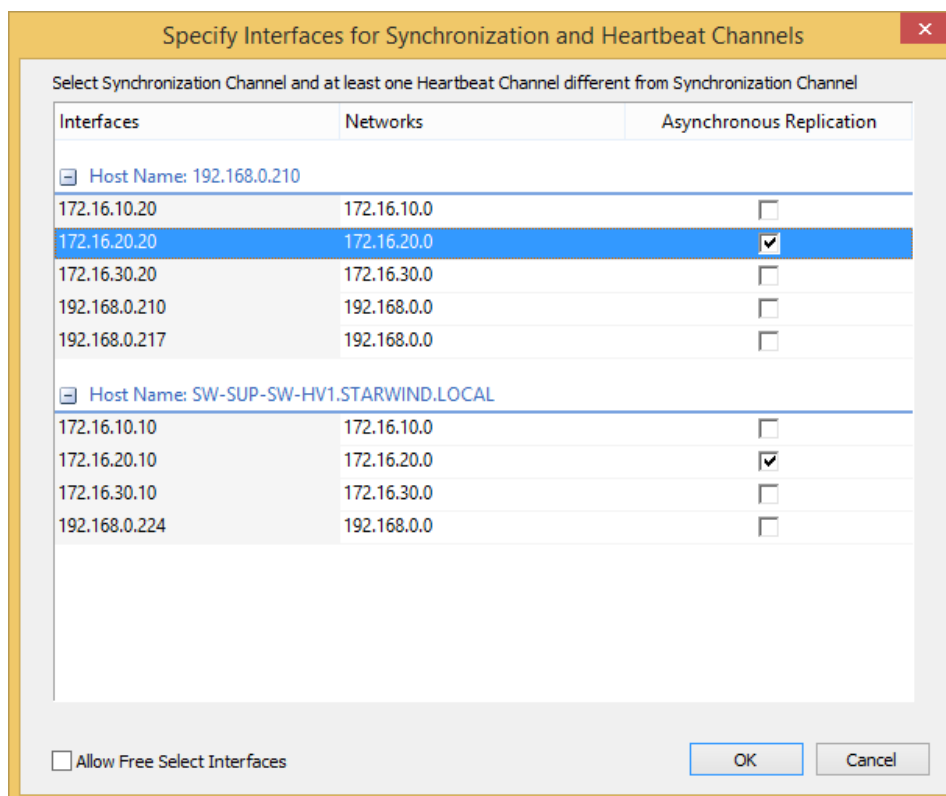 Specify Interfaces for Synchronization and Heartbeat Channels
Select Synchronization Channel and at least one Heartbeat Channel different from Synchronization Channel
Interfaces Networks Asynchronous Replication
Host Name: 192.168.0.210
172.16.10.20 172.16.10.0
172.16.20.20 172.16.20.0
172.16.30.20 172.16.30.0
192.168.0.210 192.168.0.0
192.168.0.217 192.168.0.0
Host Name: SW-SUP-SW-HV1.STARWIND.LOCAL
172.16.10.10 172.16.10.0
172.16.20.10 172.16.20.0
172.16.30.10 172.16.30.0
192.168.0.224 192.168.0.0
Allow Free Select Interfaces OK Cancel